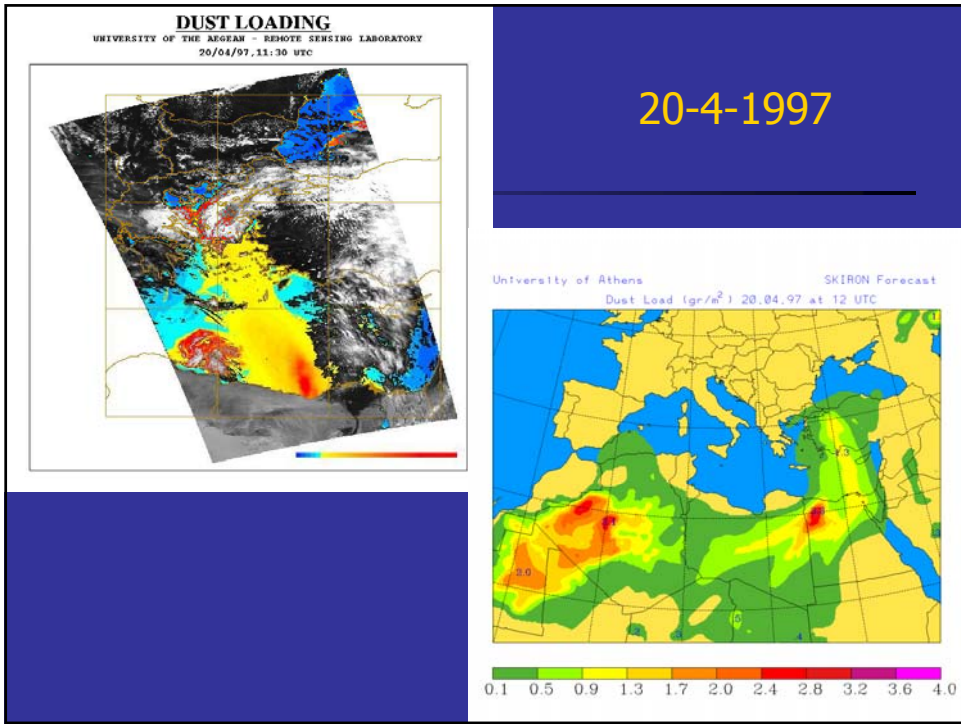 DUST LOADING
UNIVERSITY OF THE AEGEAN - REMOTE SENSING LABORATORY
20/04/97,11:30 UTC
20-4-1997
University of Athens SKIRON Forecast
Dust Load (gr/m²) 20.04.97 at 12 UTC
2.0
0.1 0.5 0.9 1.3 1.7 2.0 2.4 2.8 3.2 3.6 4.0